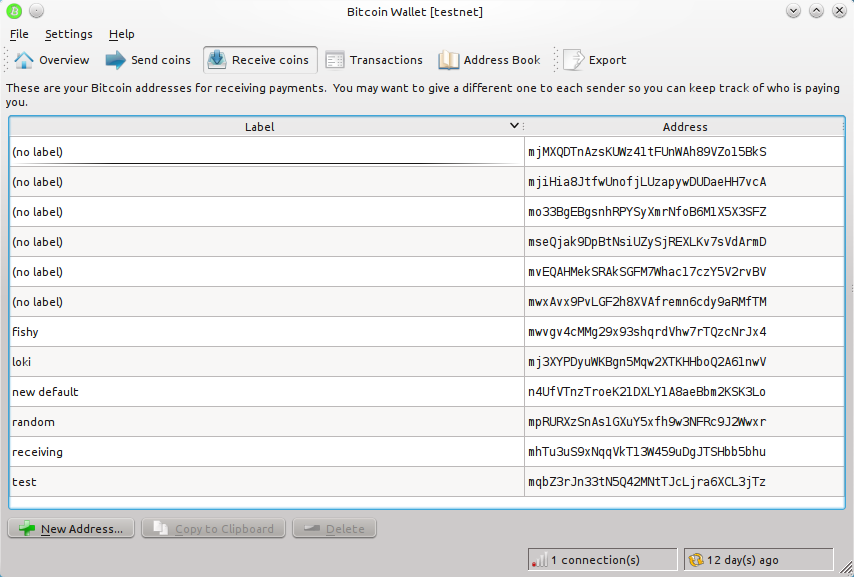 Bitcoin Wallet [testnet]
File Settings Help
Overview Send coins Receive coins Transactions Address Book Export
These are your Bitcoin addresses for receiving payments. You may want to give a different one to each sender so you can keep track of who is paying
you.
Label Address
(no label) mjMXQDTnAzsKUWz4ltFUnWAh89VZol5BkS
(no label) mjiHia8JtfwUnofjLUzapywDUDaeHH7vcA
(no label) mo33BgEBgsnhRPYSyXmrNfoB6M1X5X3SFZ
(no label) mseQjak9DpBtNsiUZySjREXLKv7sVdArmD
(no label) mvEQAHMekSRAkSGFM7Whacl7czY5V2rvBV
(no label) mwxAvx9PvLGF2h8XVAfremn6cdy9aRMfTM
fishy mwvgv4cMMg29x93shqrdVhw7rTQzcNrJx4
loki mj3XYPDyuWKBgn5Mqw2XTKHHboQ2A61nwV
new default n4UfVTnzTroeK21DXLYlA8aeBbm2KSK3Lo
random mpRURXzSnAs1GXuY5xfh9w3NFRc9J2Wwxr
receiving mhTu3uS9xNqqVkTl3W459uDgJTSHbb5bhu
test mqbZ3rJn33tN5Q42MNtTJcLjra6XCL3jTz
New Address... Copy to Clipboard Delete
1 connection(s) 12 day(s) ago